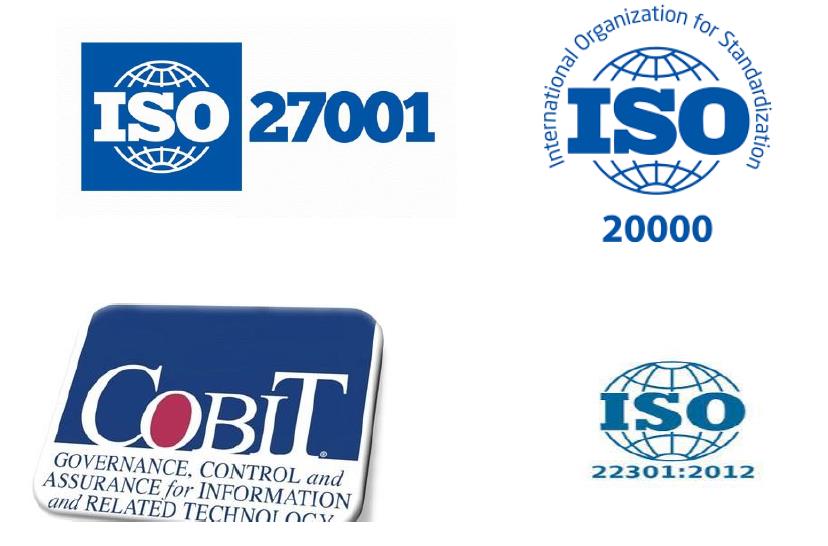 ISO 27001
International Organization for Standardization
ISO
20000
COBIT®
GOVERNANCE, CONTROL and
ASSURANCE for INFORMATION
and RELATED TECHNOLOGY
ISO
22301:2012